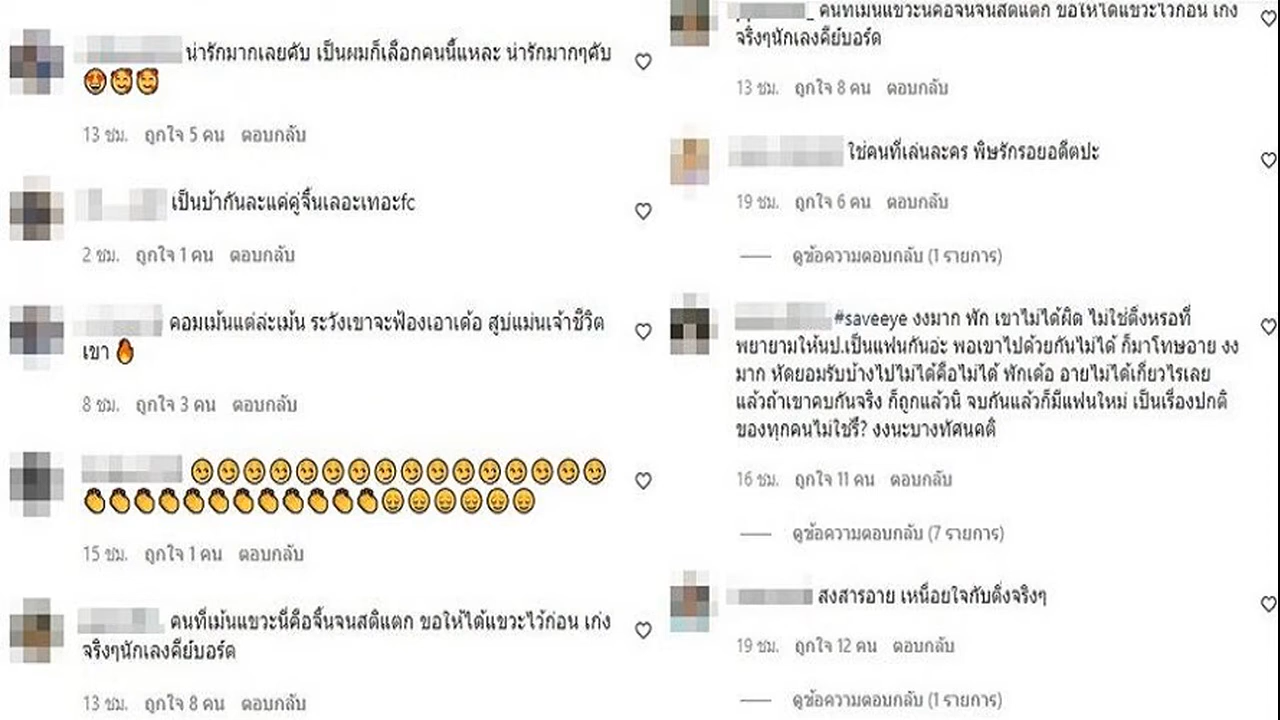 น่ารักมากเลยคับ เป็นผมก็เลือกคนนี้แหละ น่ารักมากๆคับ
😍🥰🥰
13 ชม. ถูกใจ 5 คน ตอบกลับ
เป็นบ้ากันละแค่คู่จิ้นเลอะเทอะfc
2 ชม. ถูกใจ 1 คน ตอบกลับ
คอมเม้นแต่ล่ะเม้น ระวังเขาจะฟ้องเอาเด้อ สูบ่แม่นเจ้าชีวิต
เขา 🔥
8 ชม. ถูกใจ 3 คน ตอบกลับ
15 ชม. ถูกใจ 1 คน ตอบกลับ
คนที่เม้นแขวะนี่คือจิ้นจนสติแตก ขอให้ได้แขวะไว้ก่อน เก่ง
จริงๆนักเลงคีย์บอร์ด
13 ชม. ถูกใจ 8 คน ตอบกลับ
คนที่เม้นแขวะนี่คือจิ้นจนสติแตก ขอให้ได้แขวะไว้ก่อน เก่ง
จริงๆนักเลงคีย์บอร์ด
13 ชม. ถูกใจ 8 คน ตอบกลับ
ใช่คนที่เล่นละคร พิษรักรอยอดีตปะ
19 ชม. ถูกใจ 6 คน ตอบกลับ
ดูข้อความตอบกลับ (1 รายการ)
#saveeye งงมาก พัก เขาไม่ได้ผิด ไม่ใช่ติ่งหรอที่
พยายามให้นป.เป็นแฟนกันอ่ะ พอเขาไปด้วยกันไม่ได้ ก็มาโทษอาย งง
มาก หัดยอมรับบ้างไปไม่ได้คือไม่ได้ พักเด้อ อายไม่ได้เกี่ยวไรเลย
แล้วถ้าเขาคบกันจริง ก็ถูกแล้วนิ จบกันแล้วก็มีแฟนใหม่ เป็นเรื่องปกติ
ของทุกคนไม่ใช่รึ? งงนะบางทัศนคติ
16 ชม. ถูกใจ 11 คน ตอบกลับ
ดูข้อความตอบกลับ (7 รายการ)
สงสารอาย เหนื่อยใจกับติ่งจริงๆ
19 ชม. ถูกใจ 12 คน ตอบกลับ
ดูข้อความตอบกลับ (1 รายการ)